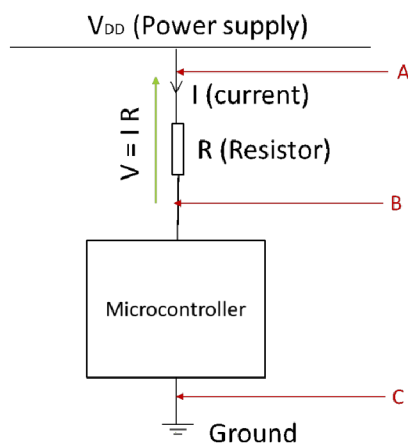 VDD (Power supply)
A
I (current)
V = I R
R (Resistor)
B
Microcontroller
C
Ground